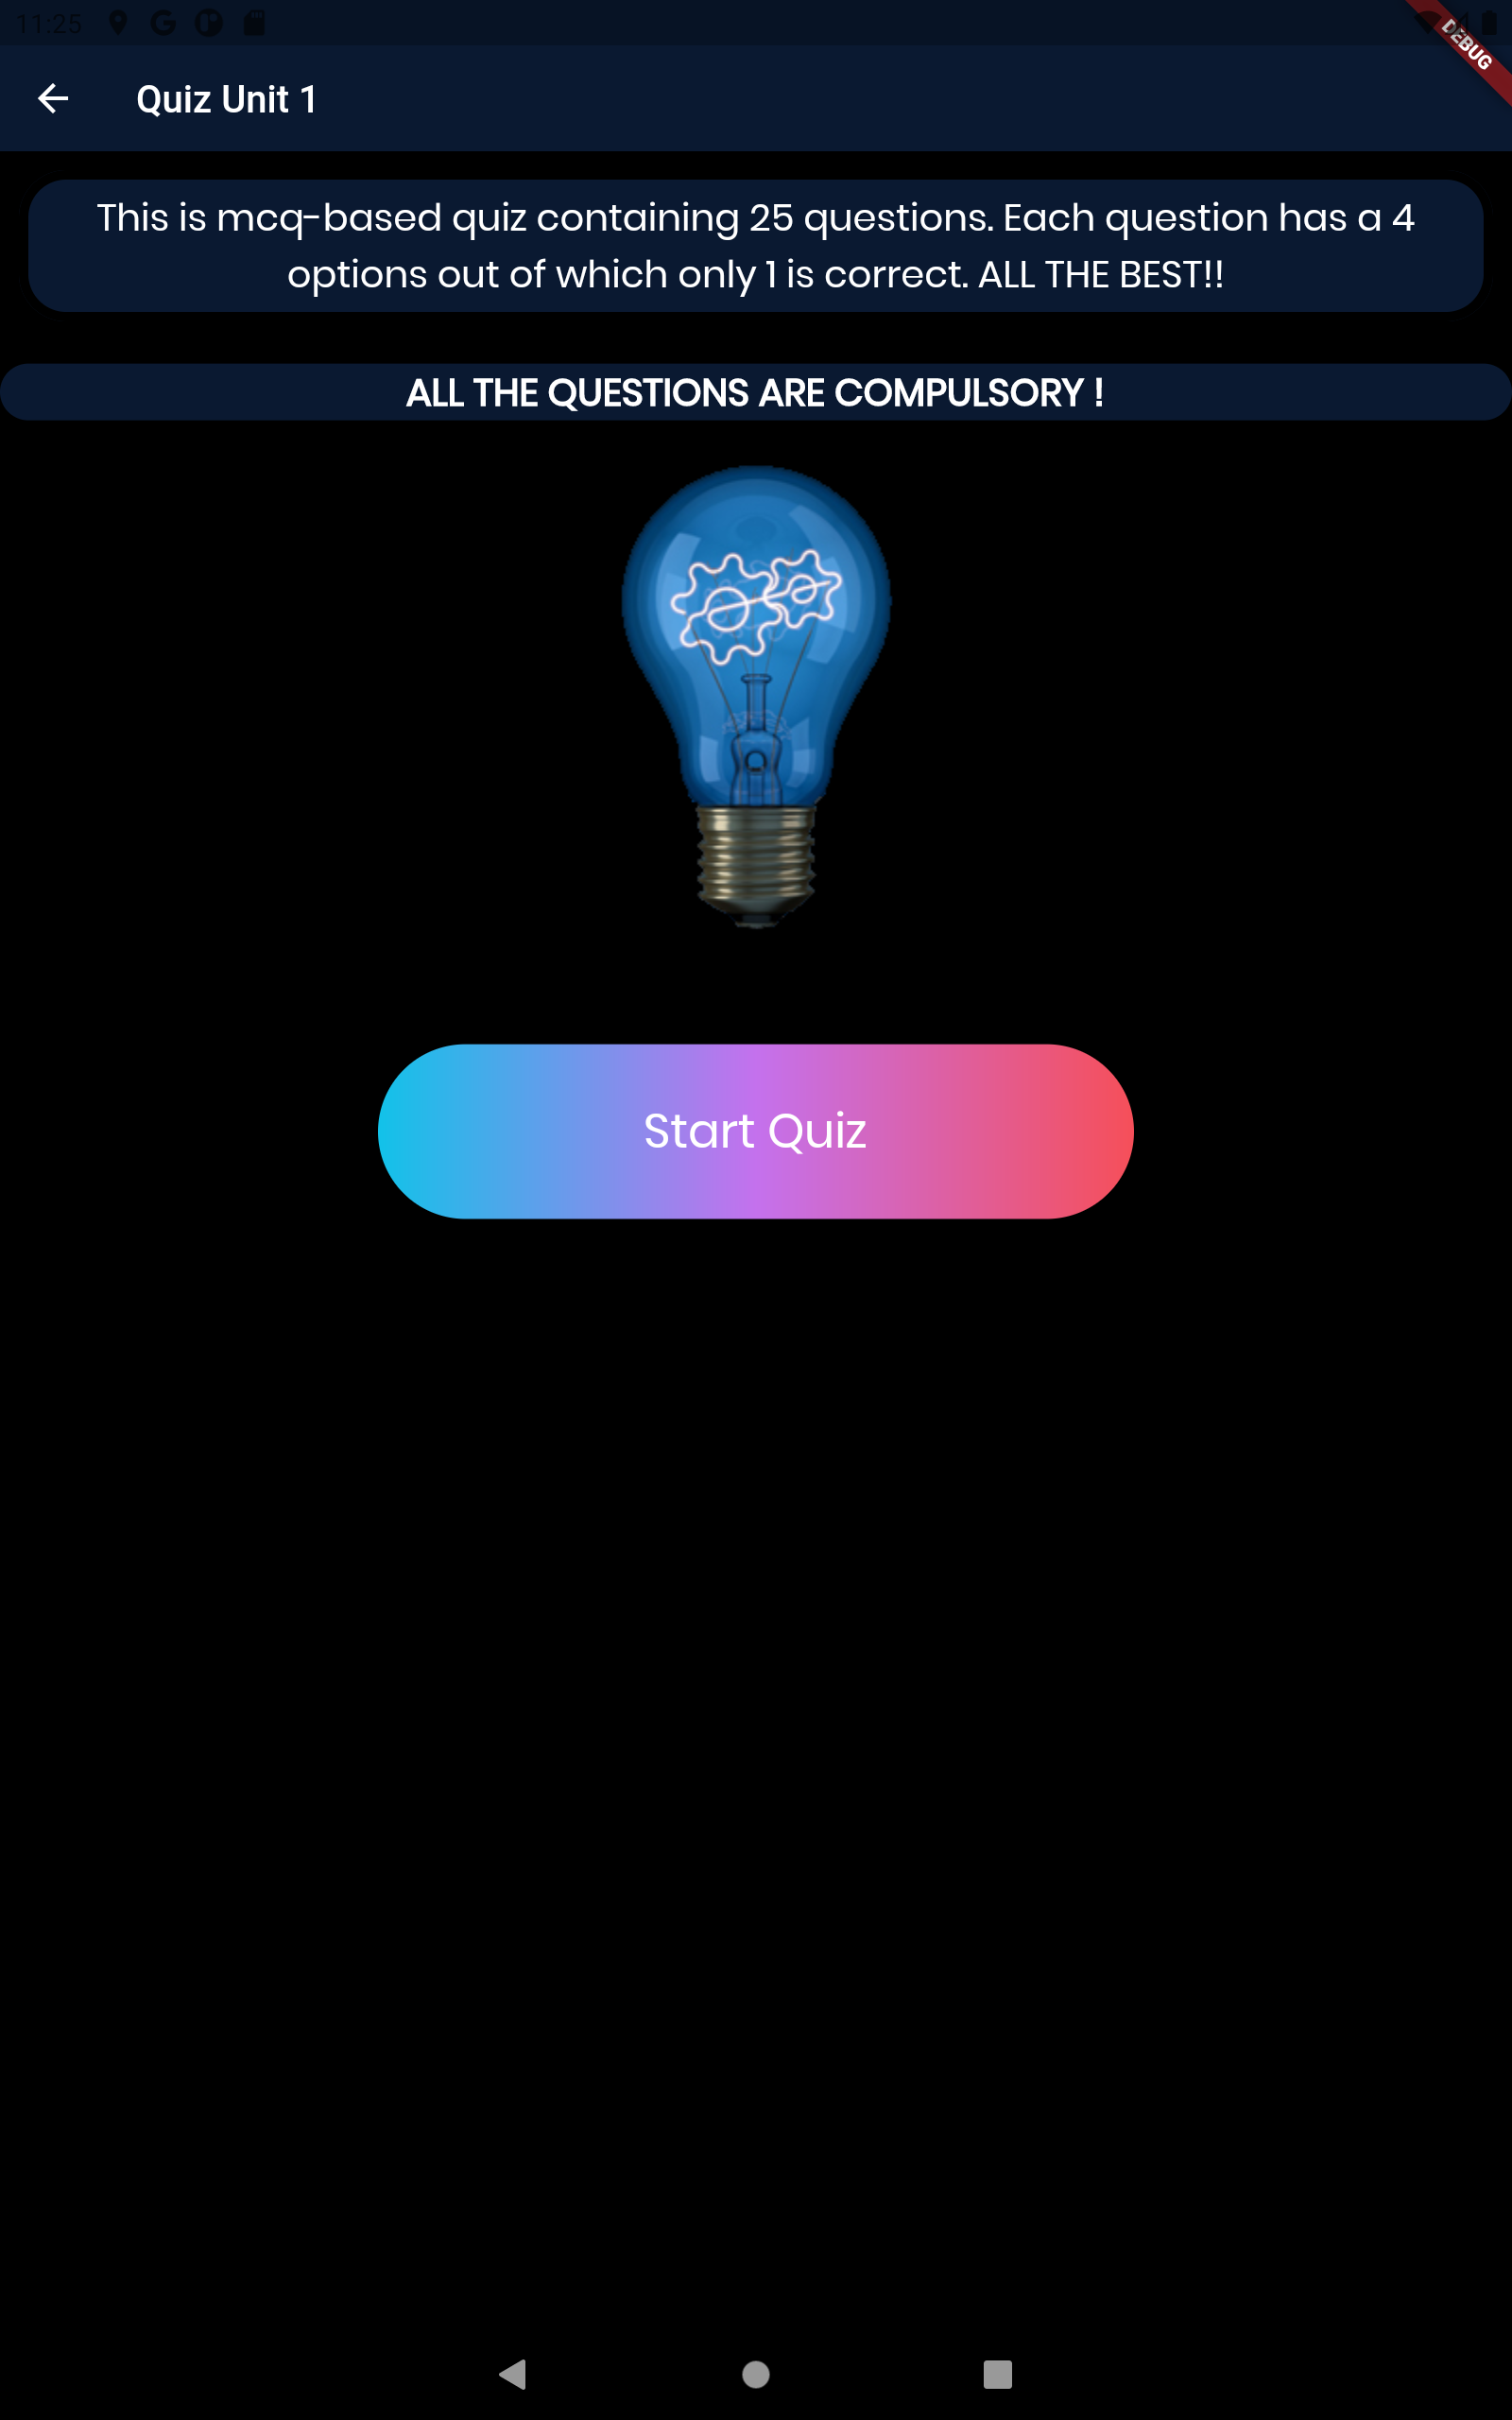 11:25
DEBUG
Quiz Unit 1
This is mcq-based quiz containing 25 questions. Each question has a 4
options out of which only 1 is correct. ALL THE BEST!!
ALL THE QUESTIONS ARE COMPULSORY !
Start Quiz